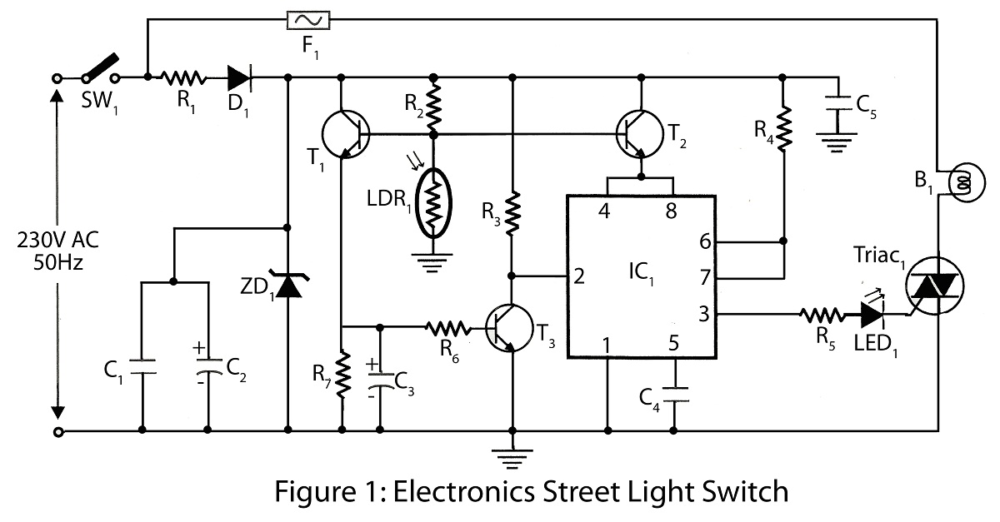 F1
SW1
R1
D1
R2
T1
T2
R4
C5
LDR1
B1
R3
4 8
230V AC
50Hz
6
IC1
Triac1
2
7
ZD1
3
T3
R5
LED1
R6
1 5
+
C1
C2
-
R7
+
C3
-
C4
Figure 1: Electronics Street Light Switch